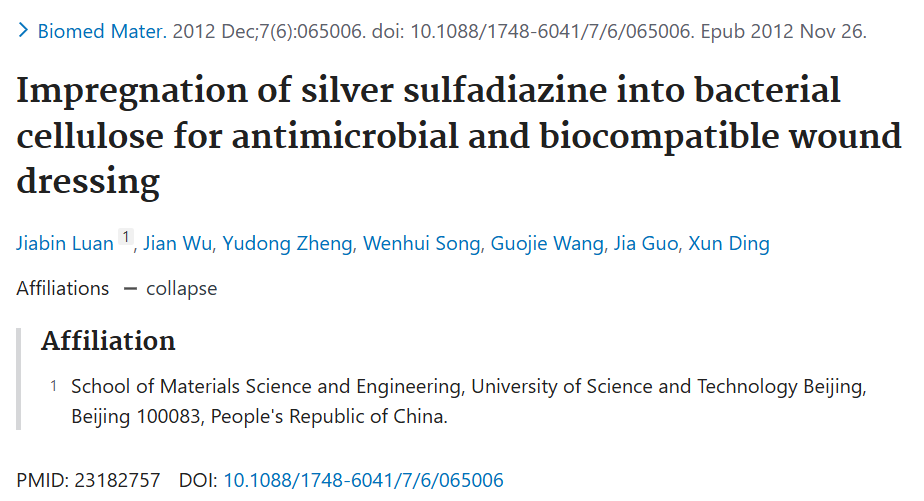 Biomed Mater. 2012 Dec;7(6):065006. doi: 10.1088/1748-6041/7/6/065006. Epub 2012 Nov 26.
Impregnation of silver sulfadiazine into bacterial
cellulose for antimicrobial and biocompatible wound
dressing
Jiabin Luan 1, Jian Wu, Yudong Zheng, Wenhui Song, Guojie Wang, Jia Guo, Xun Ding
Affiliations — collapse
Affiliation
1 School of Materials Science and Engineering, University of Science and Technology Beijing,
Beijing 100083, People's Republic of China.
PMID: 23182757 DOI: 10.1088/1748-6041/7/6/065006